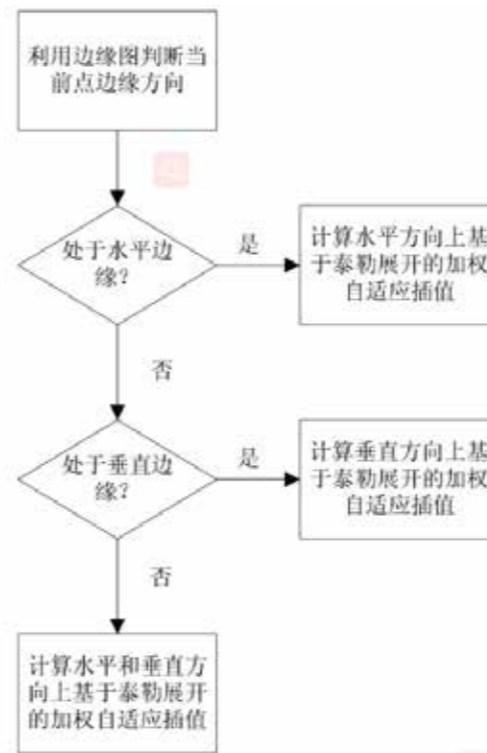 利用边缘图判断当
前点边缘方向
处于水平边
缘?
是
计算水平方向上基
于泰勒展开的加权
自适应插值
否
处于垂直边
缘?
是
计算垂直方向上基
于泰勒展开的加权
自适应插值
否
计算水平和垂直方
向上基于泰勒展开
的加权自适应插值